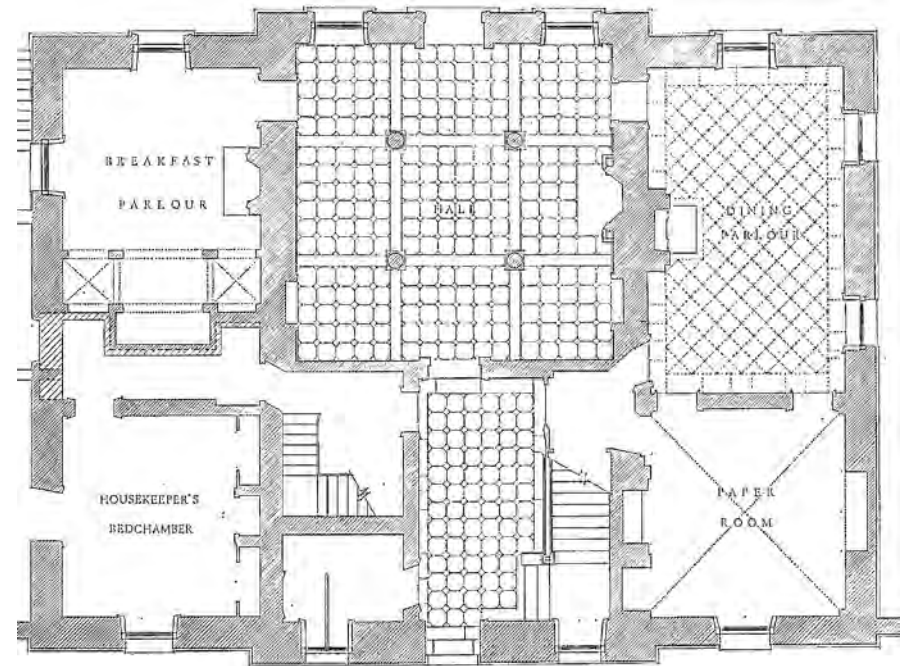 BREAKFAST
PARLOUR
HALL
DINING
PARLOUR
HOUSEKEEPER'S
BEDCHAMBER
PAPER
ROOM